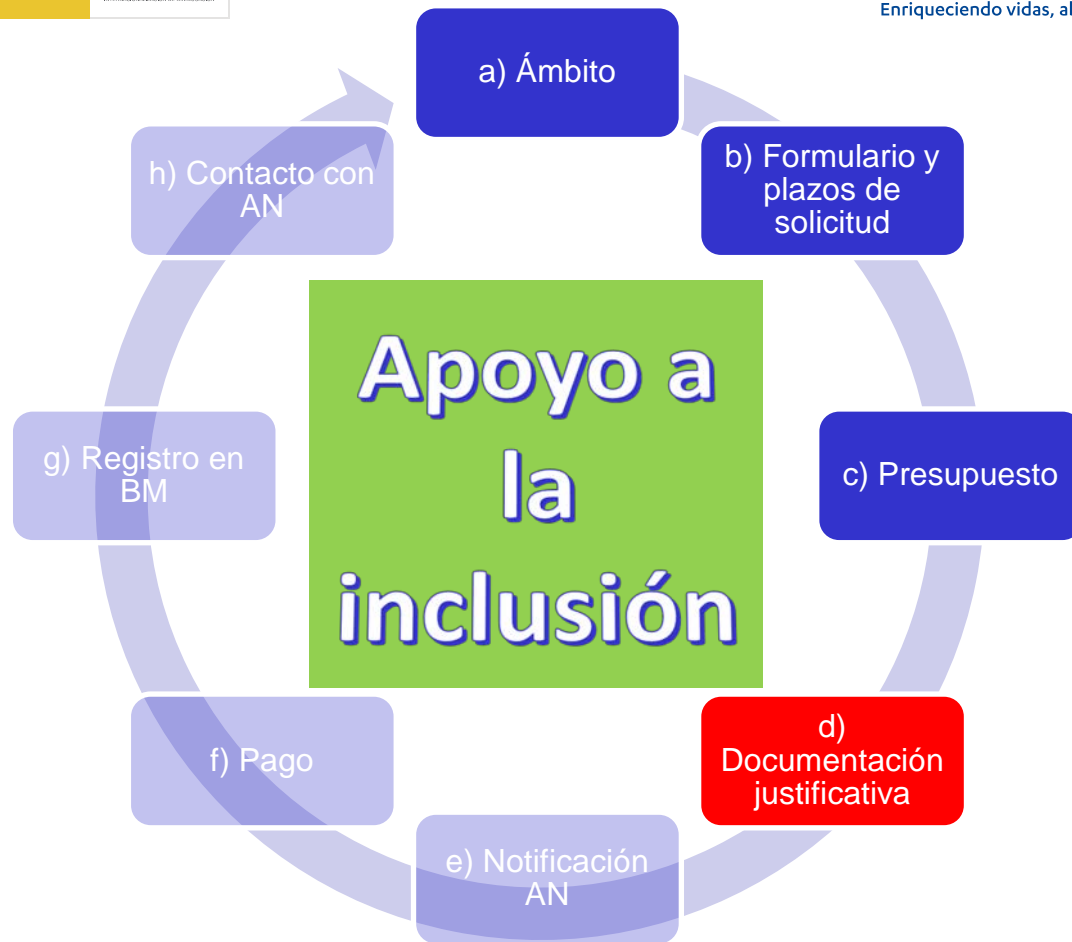 Enriqueciendo vidas, a
a) Ámbito
b) Formulario y
plazos de
solicitud
c) Presupuesto
d)
Documentación
justificativa
e) Notificación
AN
f) Pago
g) Registro en
BM
h) Contacto con
AN
Apoyo a
la
inclusión